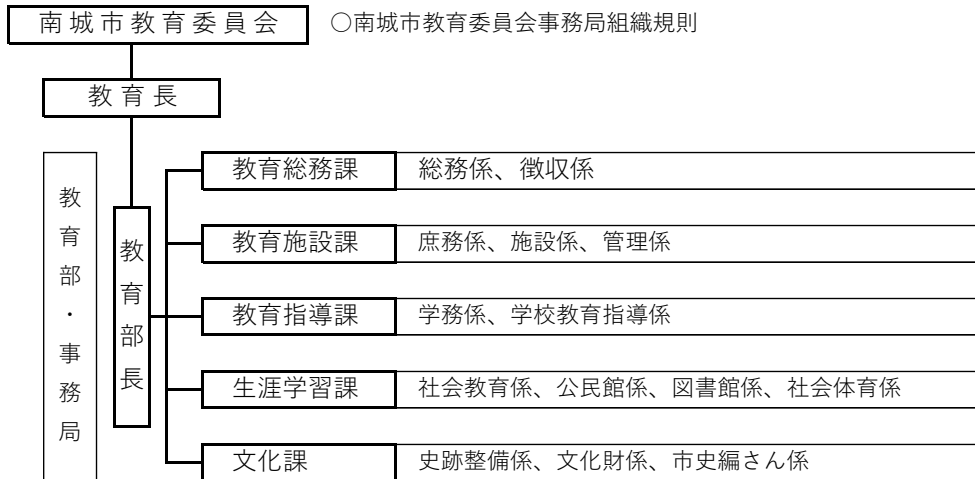 南城市教育委員会 ○南城市教育委員会事務局組織規則
教育長
教育部・事務局
教育部長
教育総務課 総務係、徴収係
教育施設課 庶務係、施設係、管理係
教育指導課 学務係、学校教育指導係
生涯学習課 社会教育係、公民館係、図書館係、社会体育係
文化課 史跡整備係、文化財係、市史編さん係